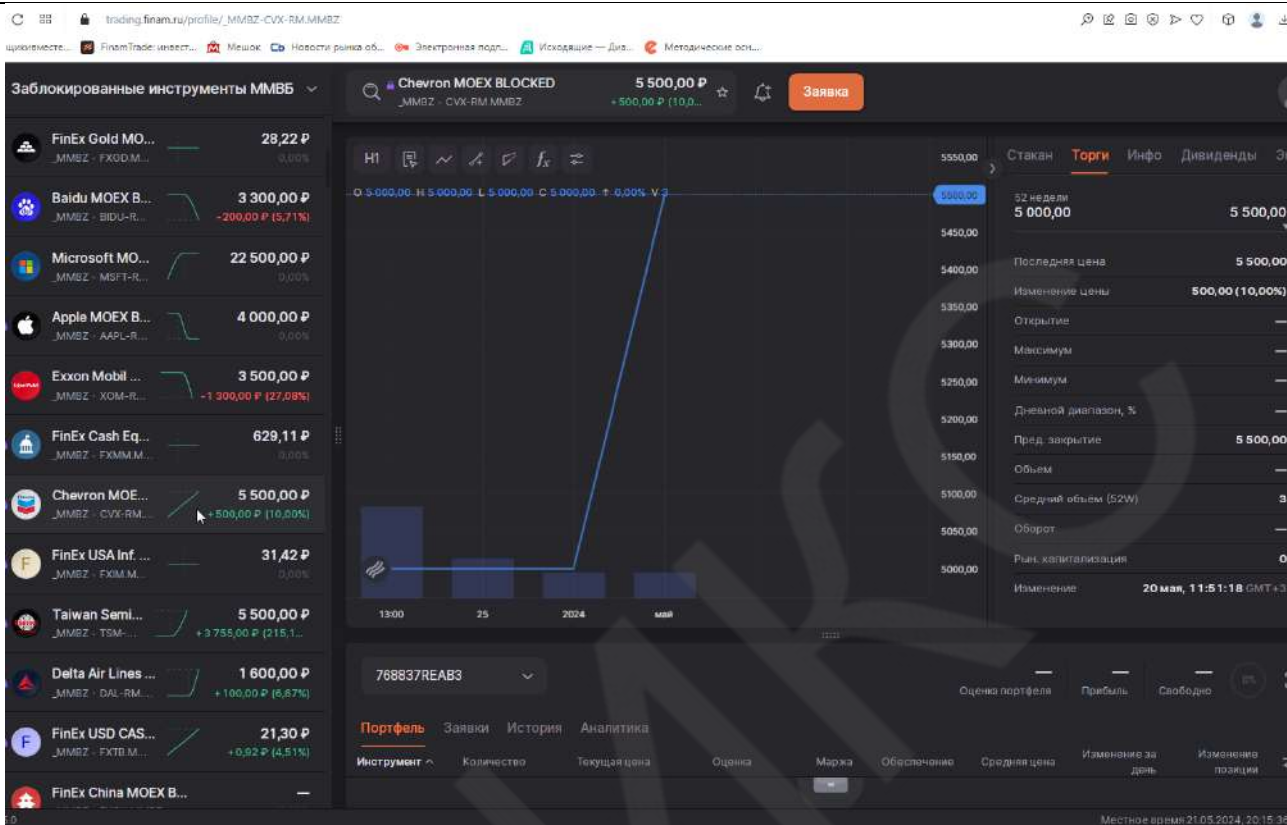 trading.finam.ru/profile/_MMBZ-CVX-RM.MMBZ
FinamTrade: инвест... Мешок Новости рынка об... Электронная подп... Исходящие — Диа... Методические осн...
Заблокированные инструменты ММВБ
Chevron MOEX BLOCKED 5 500,00 ₽
_MMBZ - CVX-RM.MMBZ +500,00 ₽ (10,0...
Заявка
FinEx Gold MO... 28,22 ₽
_MMBZ - FXGD.M... 0,00%
Baidu MOEX B... 3 300,00 ₽
_MMBZ - BIDU-R... -200,00 ₽ (5,71%)
Microsoft MO... 22 500,00 ₽
_MMBZ - MSFT-R... 0,00%
Apple MOEX B... 4 000,00 ₽
_MMBZ - AAPL-R... 0,00%
Exxon Mobil ... 3 500,00 ₽
_MMBZ - XOM-R... -1 300,00 ₽ (27,08%)
FinEx Cash Eq... 629,11 ₽
_MMBZ - FXMM.M... 0,00%
Chevron MOE... 5 500,00 ₽
_MMBZ - CVX-RM.... +500,00 ₽ (10,00%)
FinEx USA Inf. ... 31,42 ₽
_MMBZ - FXIM.M... 0,00%
Taiwan Semi... 5 500,00 ₽
_MMBZ - TSM-... +3 755,00 ₽ (215,1...
Delta Air Lines ... 1 600,00 ₽
_MMBZ - DAL-RM.... +100,00 ₽ (6,67%)
FinEx USD CAS... 21,30 ₽
_MMBZ - FXTB.M... +0,92 ₽ (4,51%)
FinEx China MOEX B... —
H1
O 5 000,00 H 5 000,00 L 5 000,00 C 5 000,00 ↑ 0,00% V 3
5550,00
5500,00
5450,00
5400,00
5350,00
5300,00
5250,00
5200,00
5150,00
5100,00
5050,00
5000,00
13:00 25 2024 май
Стакан Торги Инфо Дивиденды
52 недели
5 000,00 5 500,00
Последняя цена 5 500,00
Изменение цены 500,00 (10,00%)
Открытие —
Максимум —
Минимум —
Дневной диапазон, % —
Пред. закрытие 5 500,00
Объем —
Средний объём (52W) 3
Оборот —
Рын. капитализация 0
Изменение 20 мая, 11:51:18 GMT+3
768837REAB3
— — —
Оценка портфеля Прибыль Свободно
0%
Портфель Заявки История Аналитика
Инструмент Количество Текущая цена Оценка Маржа Обеспечение Средняя цена Изменение за день Изменение позиции
Местное время 21.05.2024, 20:15:36
МКС